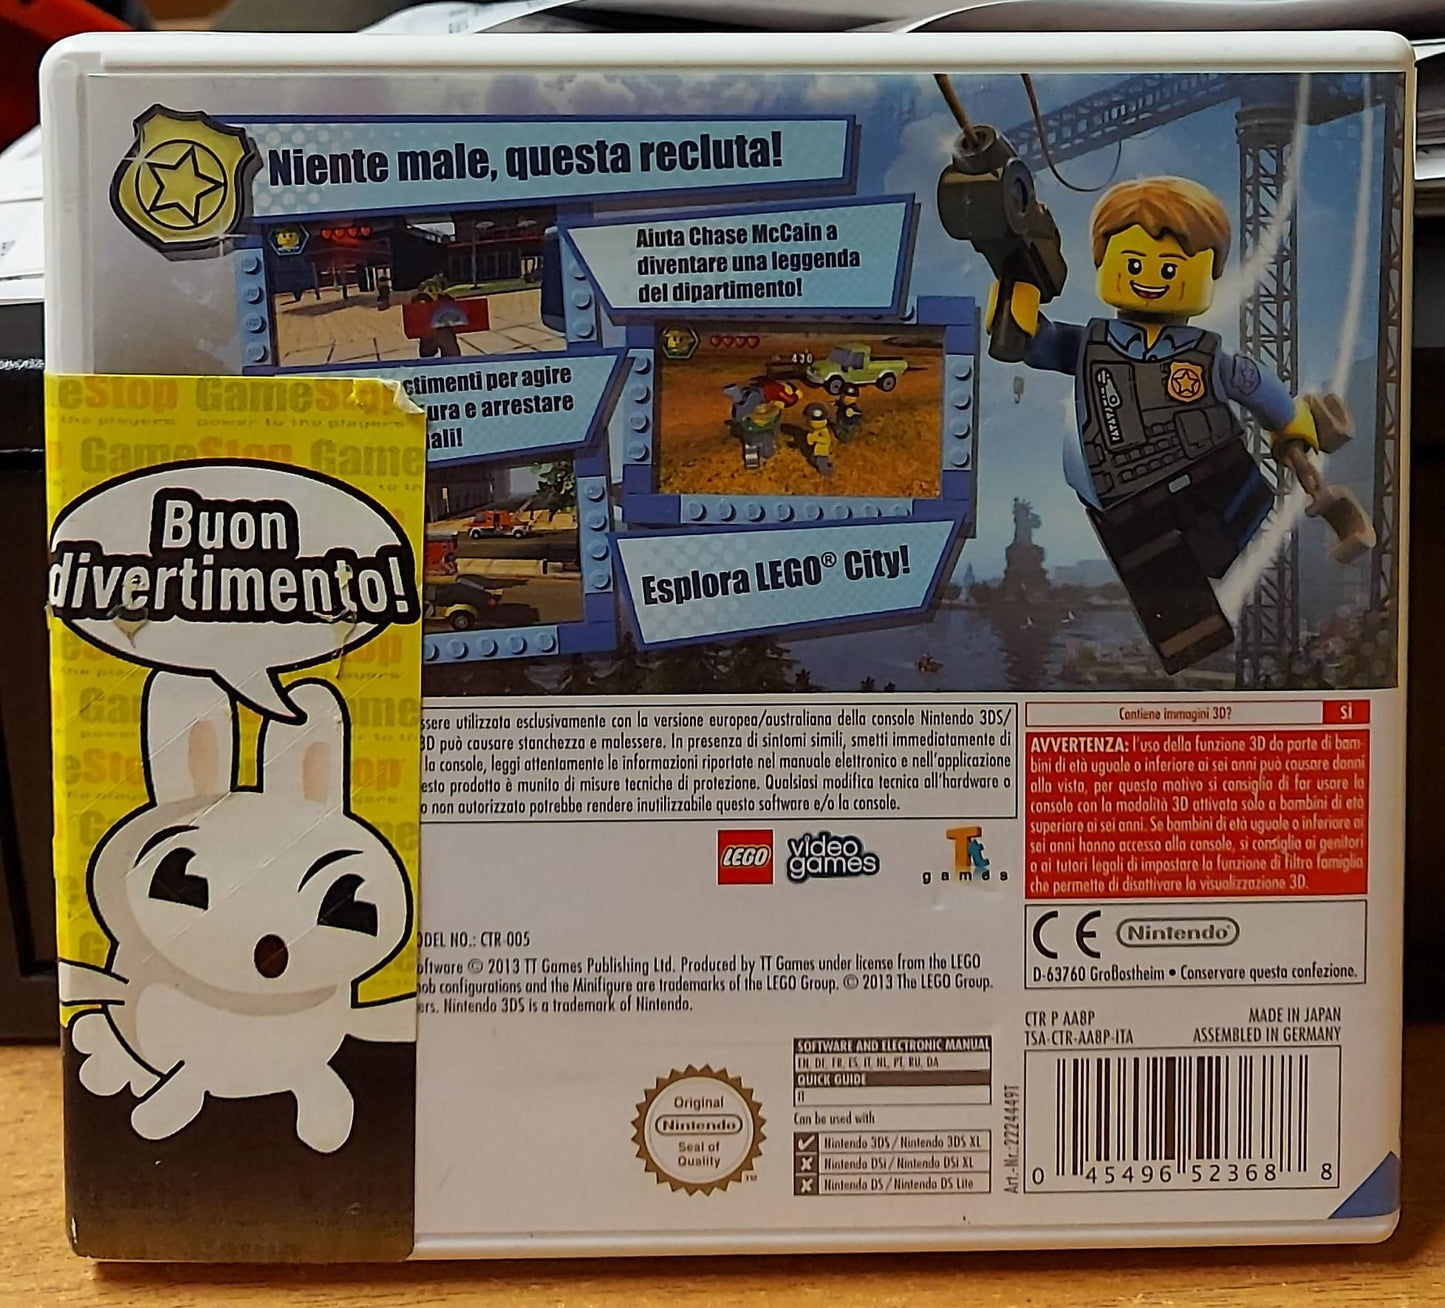 Niente male, questa recluta!
Aiuta Chase McCain a
diventare una leggenda
del dipartimento!
430
ctimenti per agire
ura e arrestare
ali!
Esplora LEGO® City!
eStop GameStop
the players power to the players
GameStop Game
Buon
divertimento!
ssere utilizzata esclusivamente con la versione europea/australiana della console Nintendo 3DS/
3D può causare stanchezza e malessere. In presenza di sintomi simili, smetti immediatamente di
la console, leggi attentamente le informazioni riportate nel manuale elettronico e nell'applicazione
esto prodotto è munito di misure tecniche di protezione. Qualsiasi modifica tecnica all'hardware o
o non autorizzato potrebbe rendere inutilizzabile questo software e/o la console.
Contiene immagini 3D? SÌ
AVVERTENZA: l'uso della funzione 3D da parte di bam-
bini di età uguale o inferiore ai sei anni può causare danni
alla vista, per questo motivo si consiglia di far usare la
console con la modalità 3D attivata solo a bambini di età
superiore ai sei anni. Se bambini di età uguale o inferiore ai
sei anni hanno accesso alla console, si consiglia ai genitori
o ai tutori legali di impostare la funzione di filtro famiglia
che permette di disattivare la visualizzazione 3D.
LEGO video games
Tt games
CE Nintendo
D-63760 Großostheim • Conservare questa confezione.
ODEL NO.: CTR-005
oftware © 2013 TT Games Publishing Ltd. Produced by TT Games under license from the LEGO
ob configurations and the Minifigure are trademarks of the LEGO Group. © 2013 The LEGO Group.
ers. Nintendo 3DS is a trademark of Nintendo.
CTR P AA8P MADE IN JAPAN
TSA-CTR-AA8P-ITA ASSEMBLED IN GERMANY
Original
Nintendo
Seal of
Quality
TM
SOFTWARE AND ELECTRONIC MANUAL
EN, DE, FR, ES, IT, NL, PT, RU, DA
QUICK GUIDE
IT
Can be used with
Nintendo 3DS / Nintendo 3DS XL
Nintendo DSi / Nintendo DSi XL
Nintendo DS / Nintendo DS Lite
Art.-Nr.:2224449T
0 45496 52368 8